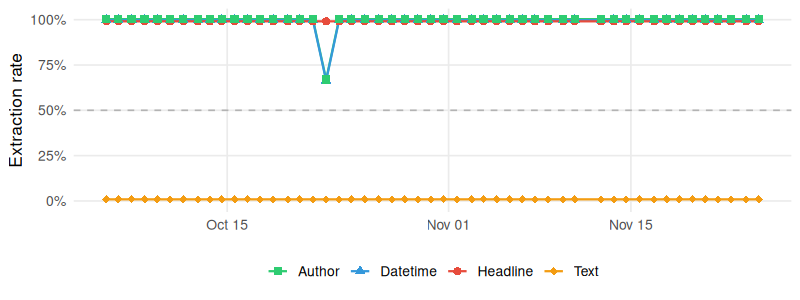 100%
75%
50%
25%
0%
Extraction rate
Oct 15 Nov 01 Nov 15
Author Datetime Headline Text